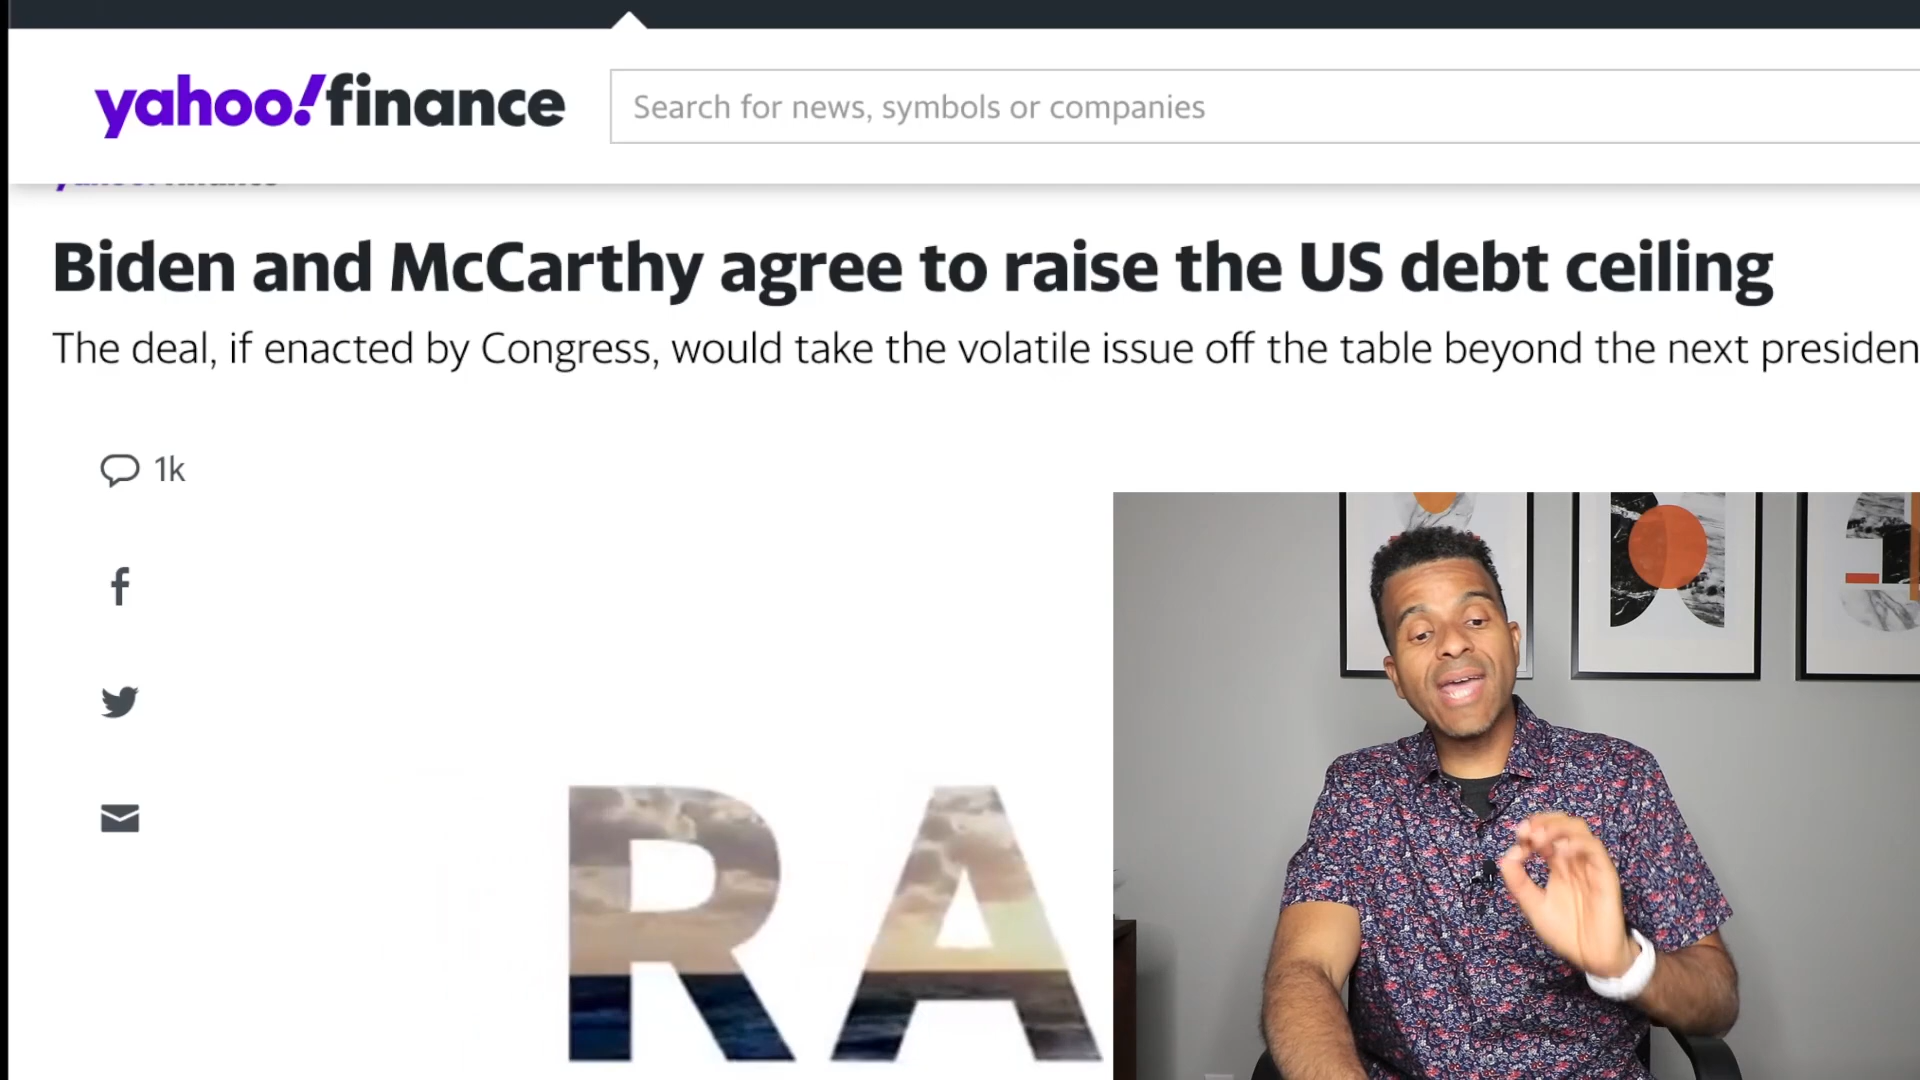 yahoo!finance
Search for news, symbols or companies
Biden and McCarthy agree to raise the US debt ceiling
The deal, if enacted by Congress, would take the volatile issue off the table beyond the next presiden
1k
RA